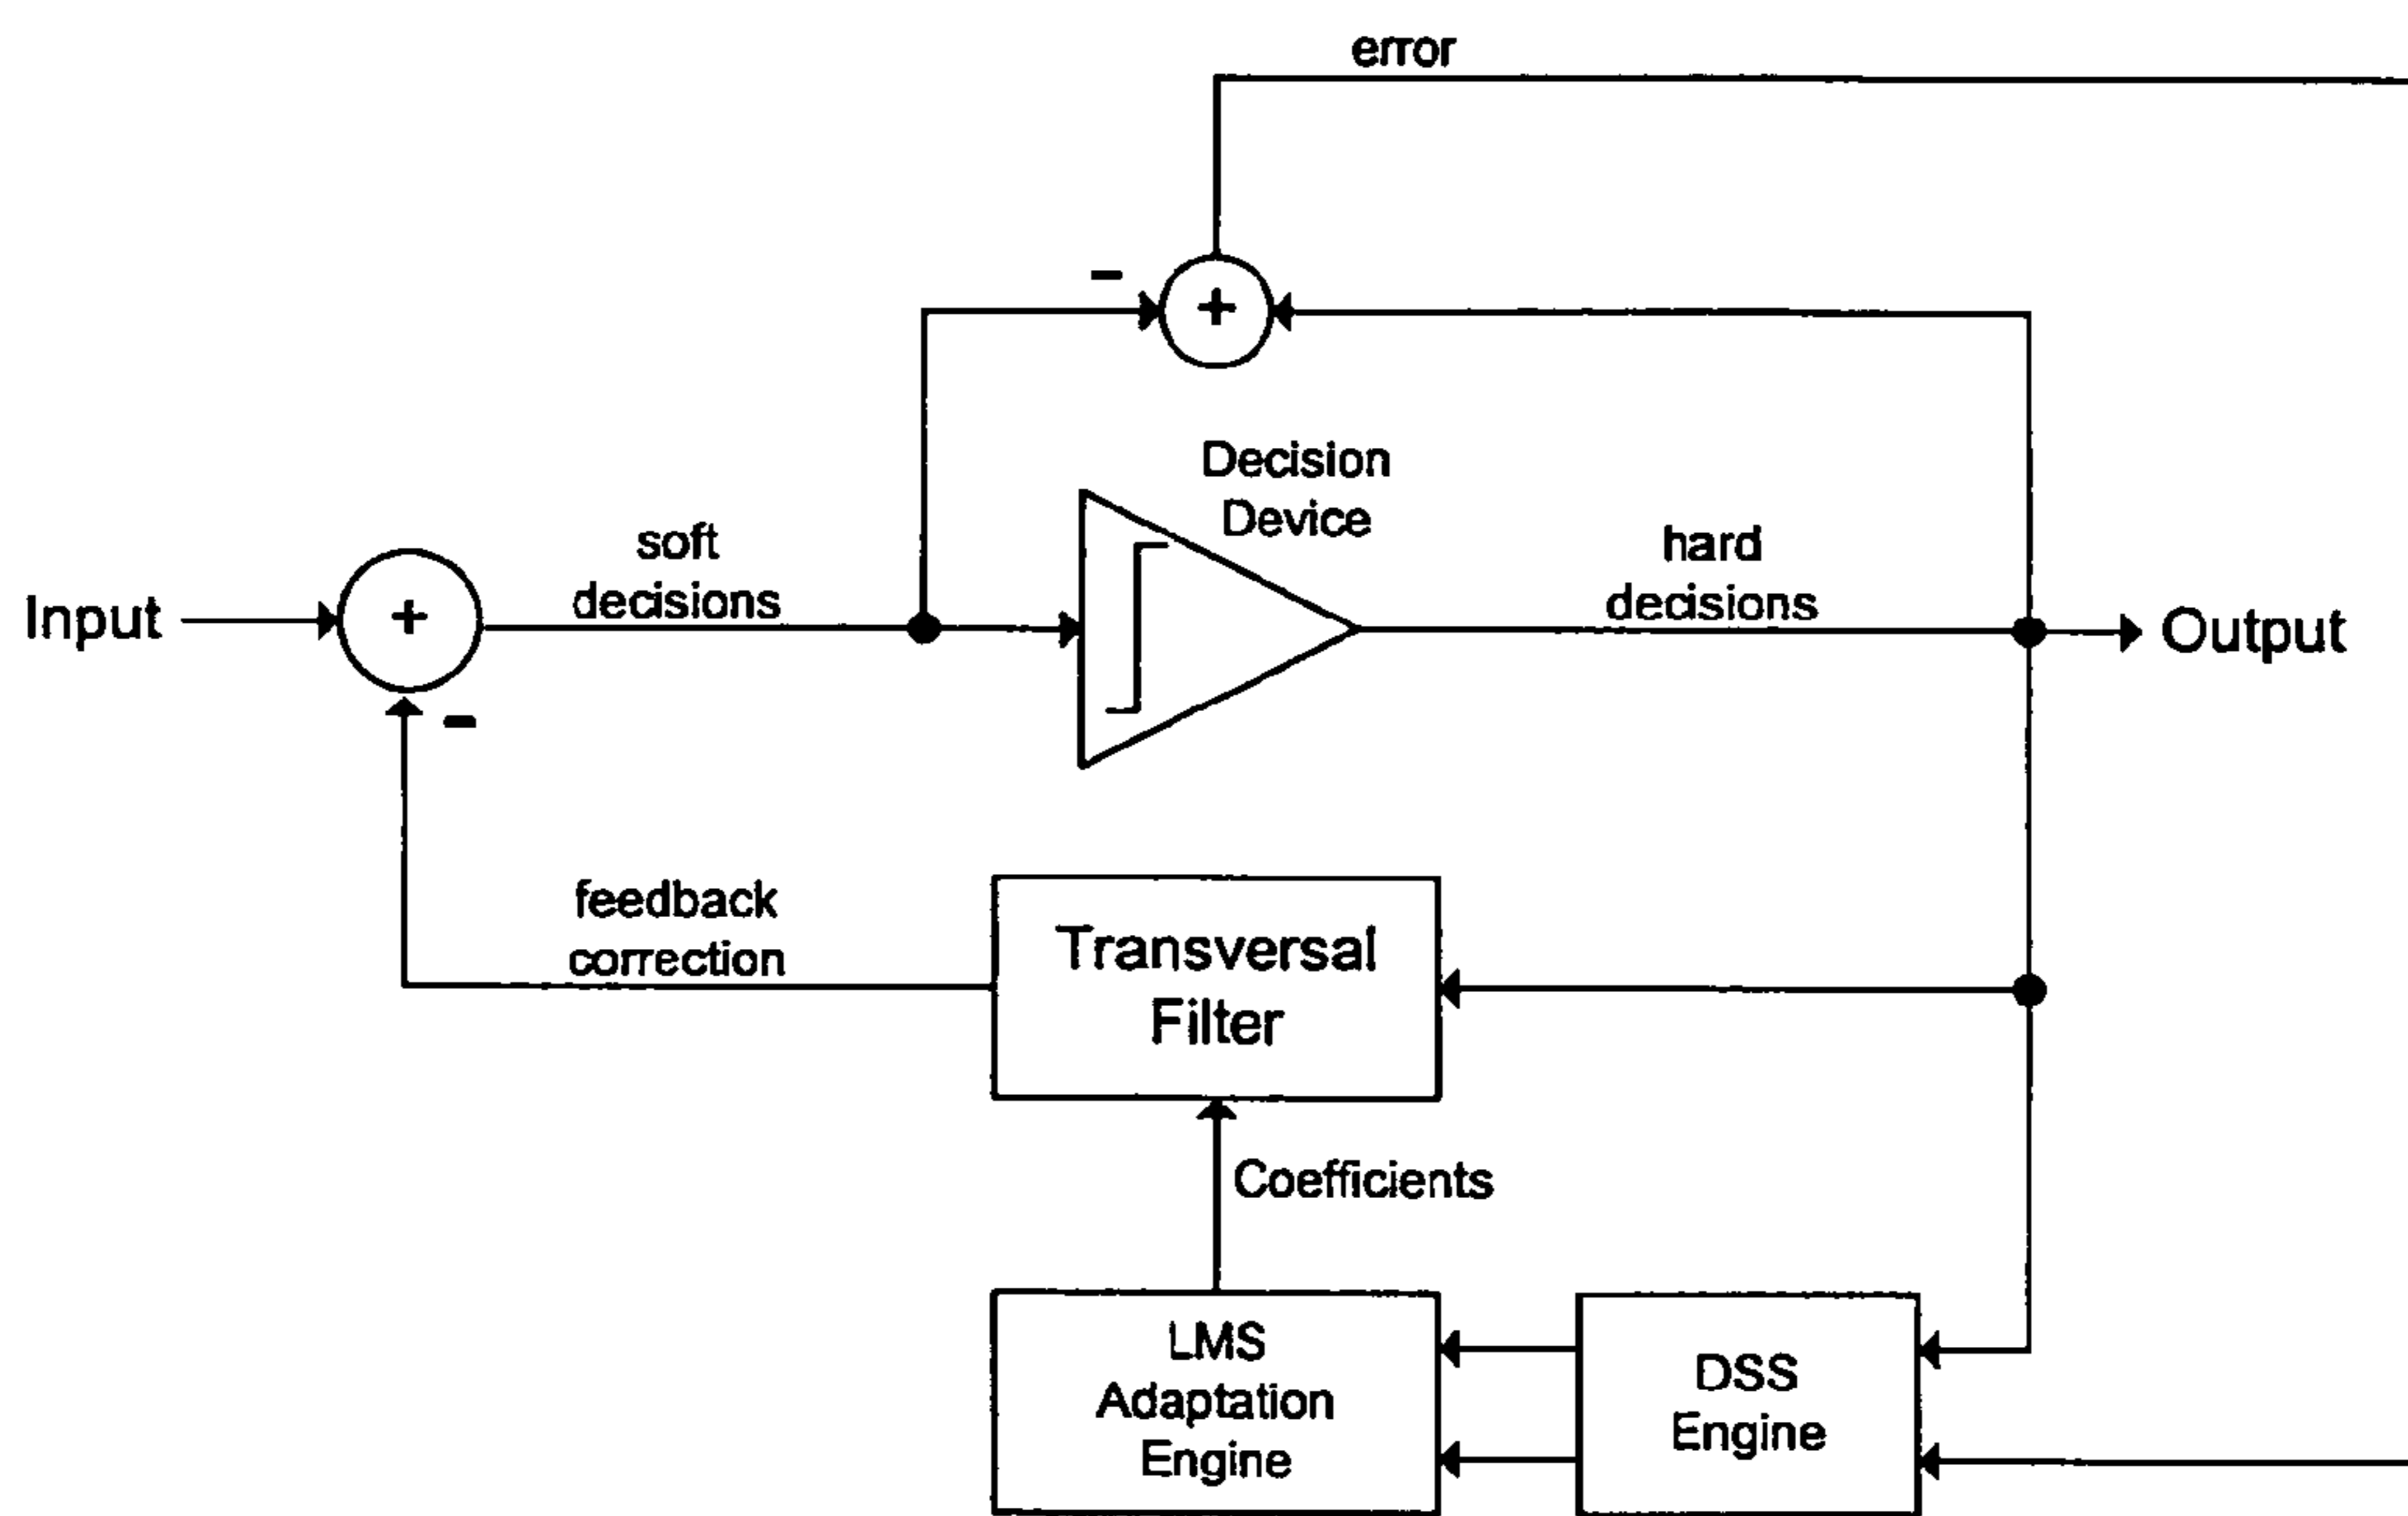 error
-
+
Decision
Device
soft
decisions
hard
decisions
Input
+
Output
-
feedback
correction
Transversal
Filter
Coefficients
LMS
Adaptation
Engine
DSS
Engine